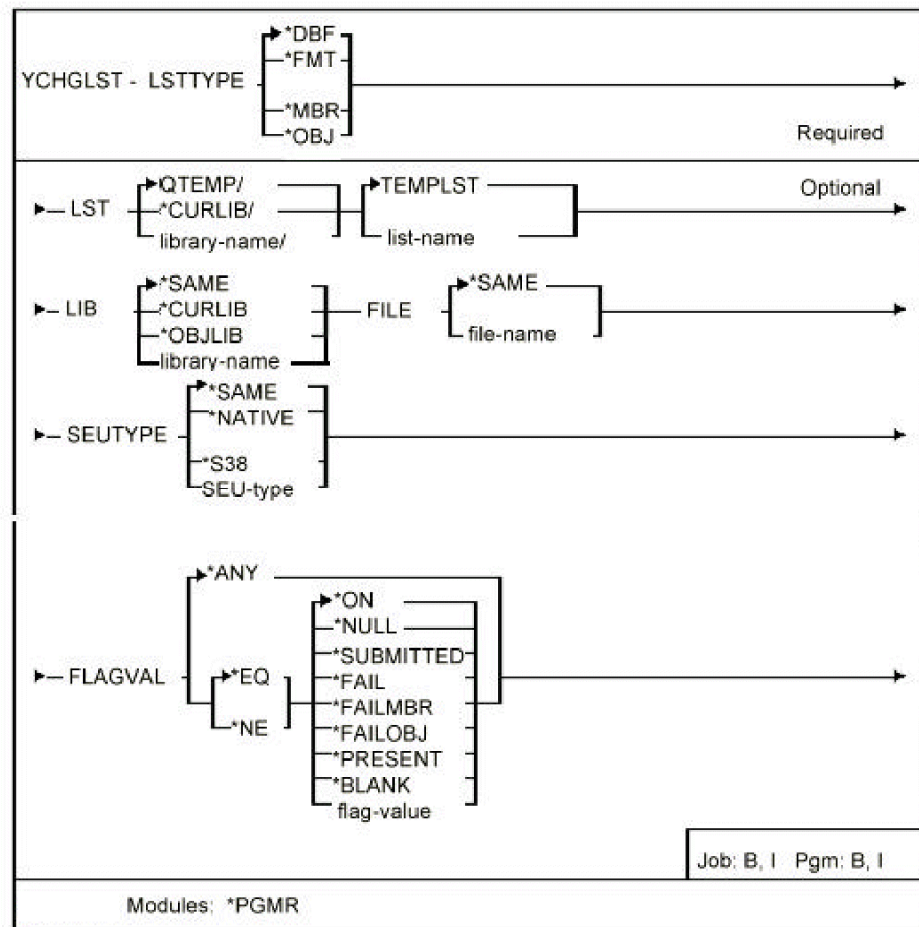 *DBF
*FMT
YCHGLST - LSTTYPE
*MBR
*OBJ
Required
Optional
LST
QTEMP/
*CURLIB/
library-name/
TEMPLST
list-name
LIB
*SAME
*CURLIB
*OBJLIB
library-name
FILE
*SAME
file-name
SEUTYPE
*SAME
*NATIVE
*S38
SEU-type
FLAGVAL
*ANY
*EQ
*NE
*ON
*NULL
*SUBMITTED
*FAIL
*FAILMBR
*FAILOBJ
*PRESENT
*BLANK
flag-value
Job: B, I Pgm: B, I
Modules: *PGMR